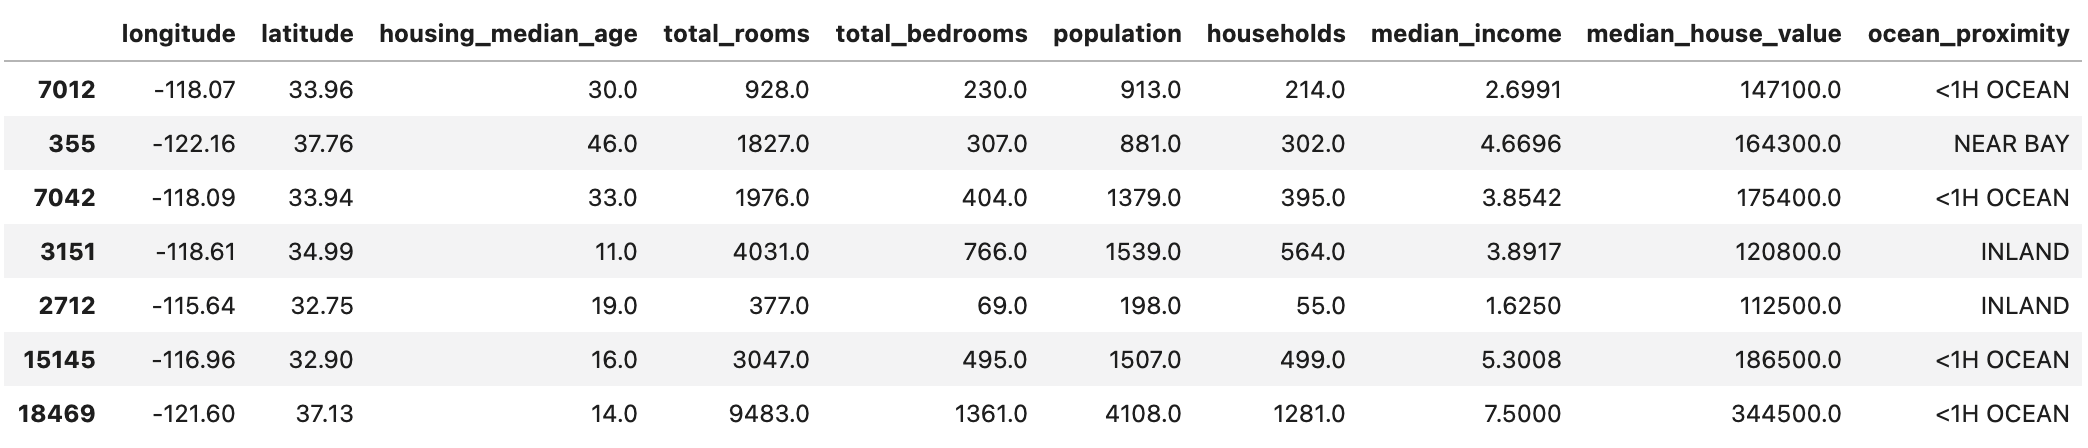 longitude latitude housing_median_age total_rooms total_bedrooms population households median_income median_house_value ocean_proximity
7012 -118.07 33.96 30.0 928.0 230.0 913.0 214.0 2.6991 147100.0 <1H OCEAN
355 -122.16 37.76 46.0 1827.0 307.0 881.0 302.0 4.6696 164300.0 NEAR BAY
7042 -118.09 33.94 33.0 1976.0 404.0 1379.0 395.0 3.8542 175400.0 <1H OCEAN
3151 -118.61 34.99 11.0 4031.0 766.0 1539.0 564.0 3.8917 120800.0 INLAND
2712 -115.64 32.75 19.0 377.0 69.0 198.0 55.0 1.6250 112500.0 INLAND
15145 -116.96 32.90 16.0 3047.0 495.0 1507.0 499.0 5.3008 186500.0 <1H OCEAN
18469 -121.60 37.13 14.0 9483.0 1361.0 4108.0 1281.0 7.5000 344500.0 <1H OCEAN